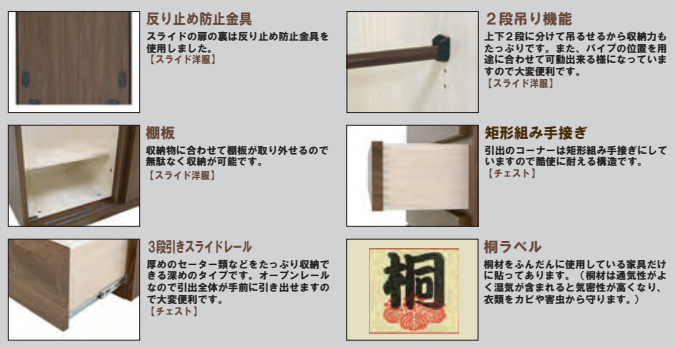 反り止め防止金具
スライドの扉の裏は反り止め防止金具を
使用しました。
【スライド洋服】
２段吊り機能
上下２段に分けて吊るせるから収納力も
たっぷりです。また、パイプの位置を用
途に合わせて可動出来る様になっていま
すので大変便利です。
【スライド洋服】
棚板
収納物に合わせて棚板が取り外せるので
無駄なく収納が可能です。
【スライド洋服】
矩形組み手接ぎ
引出のコーナーは矩形組み手接ぎにして
いますので酷使に耐える構造です。
【チェスト】
3段引きスライドレール
厚めのセーター類などをたっぷり収納で
きる深めのタイプです。オープンレール
なので引出全体が手前に引き出せますの
で大変便利です。
【チェスト】
桐
桐ラベル
桐材をふんだんに使用している家具だけ
に貼ってあります。（桐材は通気性がよ
く湿気が含まれると気密性が高くなり、
衣類をカビや害虫から守ります。）